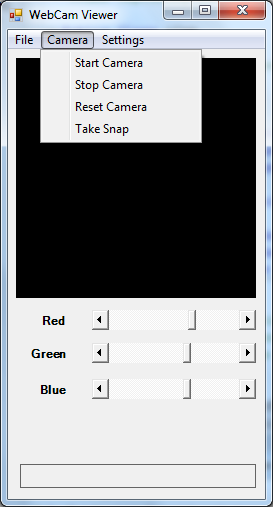 WebCam Viewer
File Camera Settings
Start Camera
Stop Camera
Reset Camera
Take Snap
Red
Green
Blue